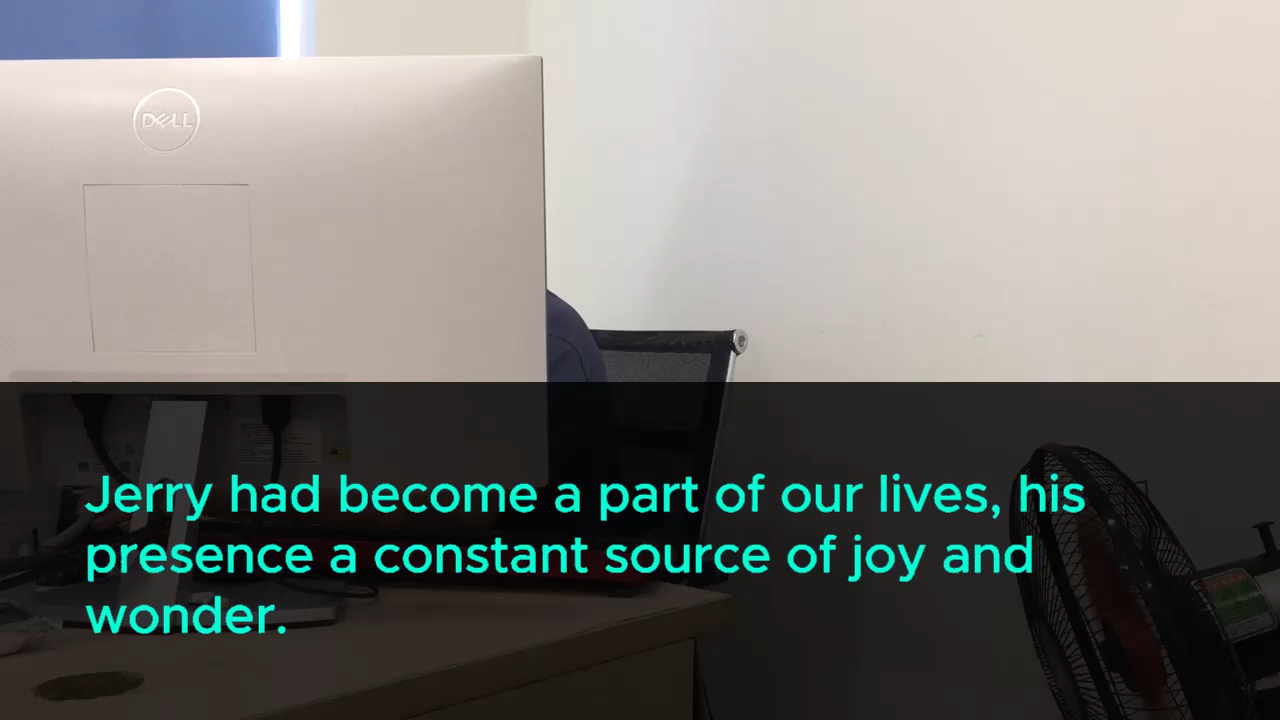 DELL
Jerry had become a part of our lives, his
presence a constant source of joy and
wonder.